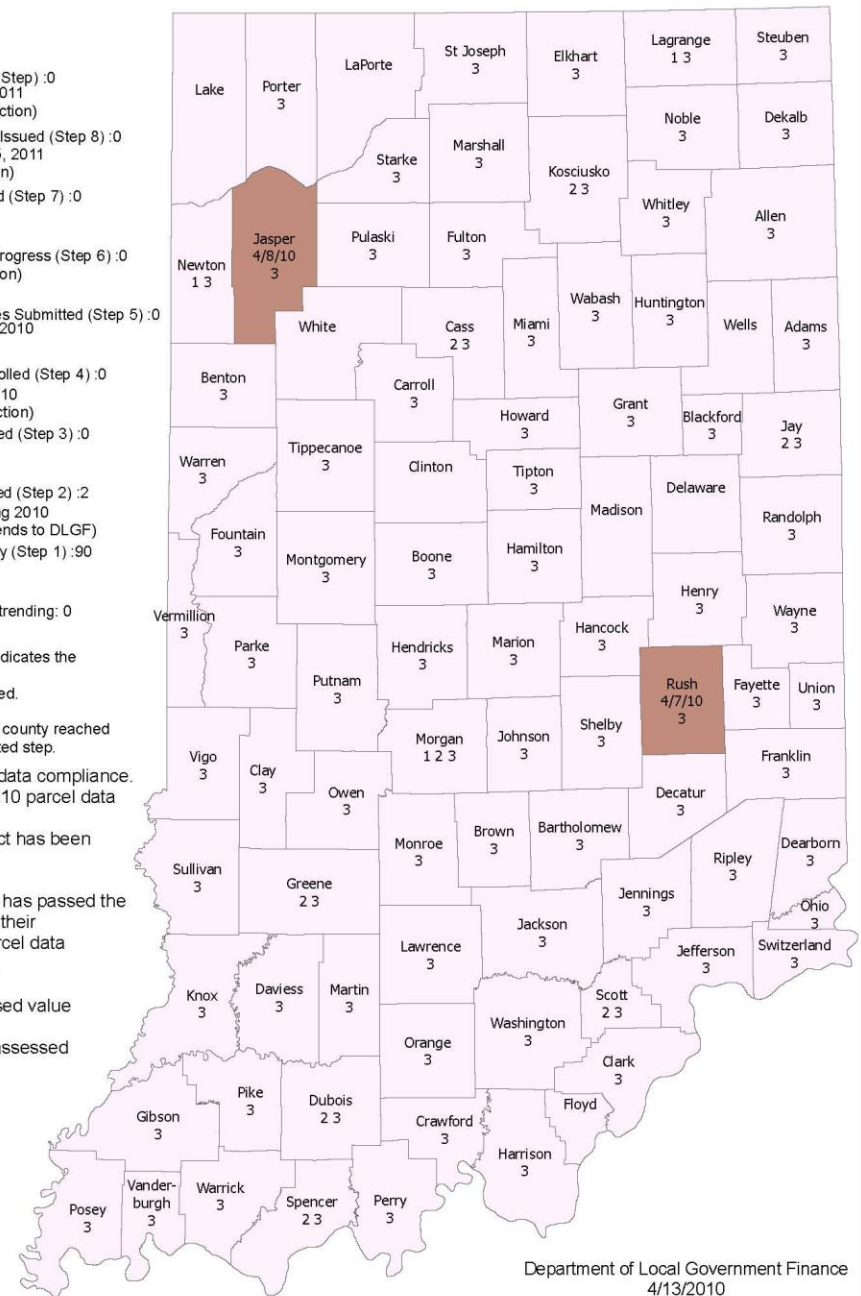 Step) :0
011
ction)
Issued (Step 8) :0
, 2011
n)
d (Step 7) :0
rogress (Step 6) :0
on)
es Submitted (Step 5) :0
2010
olled (Step 4) :0
10
ction)
ed (Step 3) :0
ed (Step 2) :2
ng 2010
ends to DLGF)
y (Step 1) :90
trending: 0
dicates the
ed.
county reached
ted step.
data compliance.
10 parcel data
ct has been
has passed the
their
rcel data
sed value
assessed
Lake
Porter
3
LaPorte
St Joseph
3
Elkhart
3
Lagrange
1 3
Steuben
3
Noble
3
Dekalb
3
Starke
3
Marshall
3
Kosciusko
2 3
Whitley
3
Allen
3
Newton
1 3
Jasper
4/8/10
3
Pulaski
3
Fulton
3
Wabash
3
Huntington
3
White
Cass
2 3
Miami
3
Wells
Adams
3
Benton
3
Carroll
3
Howard
3
Grant
3
Blackford
3
Jay
2 3
Warren
3
Tippecanoe
3
Clinton
Tipton
3
Madison
Delaware
Randolph
3
Fountain
3
Montgomery
3
Boone
3
Hamilton
3
Henry
3
Wayne
3
Vermillion
3
Parke
3
Putnam
3
Hendricks
3
Marion
3
Hancock
3
Rush
4/7/10
3
Fayette
3
Union
3
Vigo
3
Clay
3
Owen
3
Morgan
1 2 3
Johnson
3
Shelby
3
Franklin
3
Decatur
3
Sullivan
3
Greene
2 3
Monroe
3
Brown
3
Bartholomew
3
Jennings
3
Ripley
3
Dearborn
3
Ohio
3
Lawrence
3
Jackson
3
Jefferson
3
Switzerland
3
Knox
3
Daviess
3
Martin
3
Scott
2 3
Orange
3
Washington
3
Clark
3
Gibson
3
Pike
3
Dubois
2 3
Crawford
3
Floyd
Harrison
3
Posey
3
Vander-
burgh
3
Warrick
3
Spencer
2 3
Perry
3
Department of Local Government Finance
4/13/2010